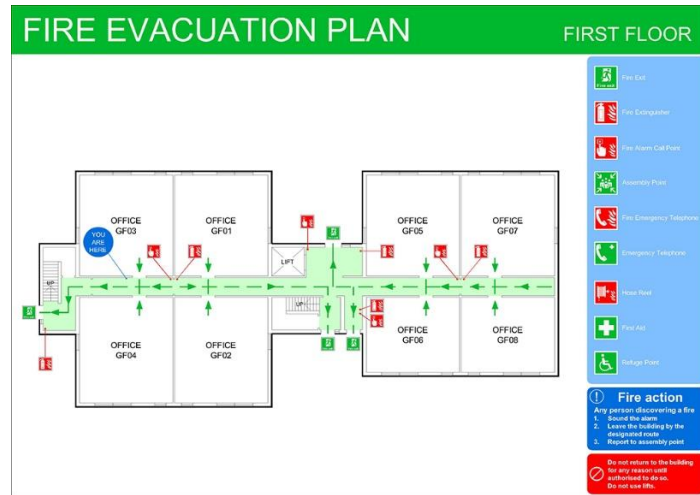 FIRE EVACUATION PLAN
FIRST FLOOR
Fire Exit
Fire Extinguisher
Fire Alarm Call Point
Assembly Point
Fire Emergency Telephone
Emergency Telephone
Hose Reel
First Aid
Refuge Point
OFFICE
GF03
OFFICE
GF01
OFFICE
GF05
OFFICE
GF07
YOU
ARE
HERE
LIFT
UP
UP
OFFICE
GF04
OFFICE
GF02
OFFICE
GF06
OFFICE
GF08
Fire action
Any person discovering a fire
1. Sound the alarm
2. Leave the building by the
designated route
3. Report to assembly point
Do not return to the building
for any reason until
authorised to do so.
Do not use lifts.